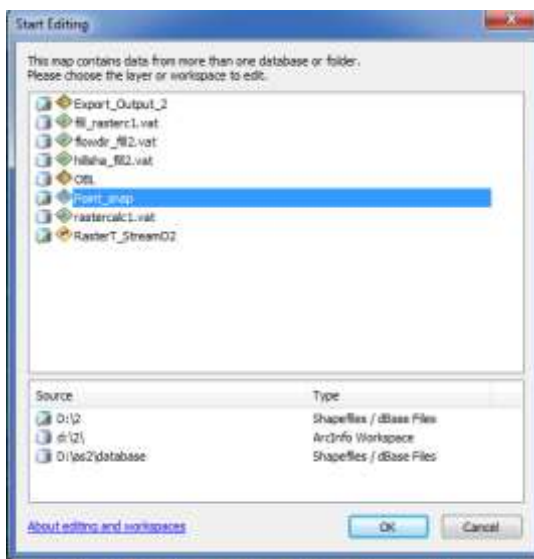 Start Editing
This map contains data from more than one database or folder.
Please choose the layer or workspace to edit.
Export_Output_2
fill_rasterc1.vat
flowdir_fill2.vat
hillsha_fill2.vat
OBL
Point_snap
rastercalc1.vat
RasterT_StreamO2
Source Type
D:\2 Shapefiles / dBase Files
d:\2\ ArcInfo Workspace
D:\as2\database Shapefiles / dBase Files
About editing and workspaces OK Cancel